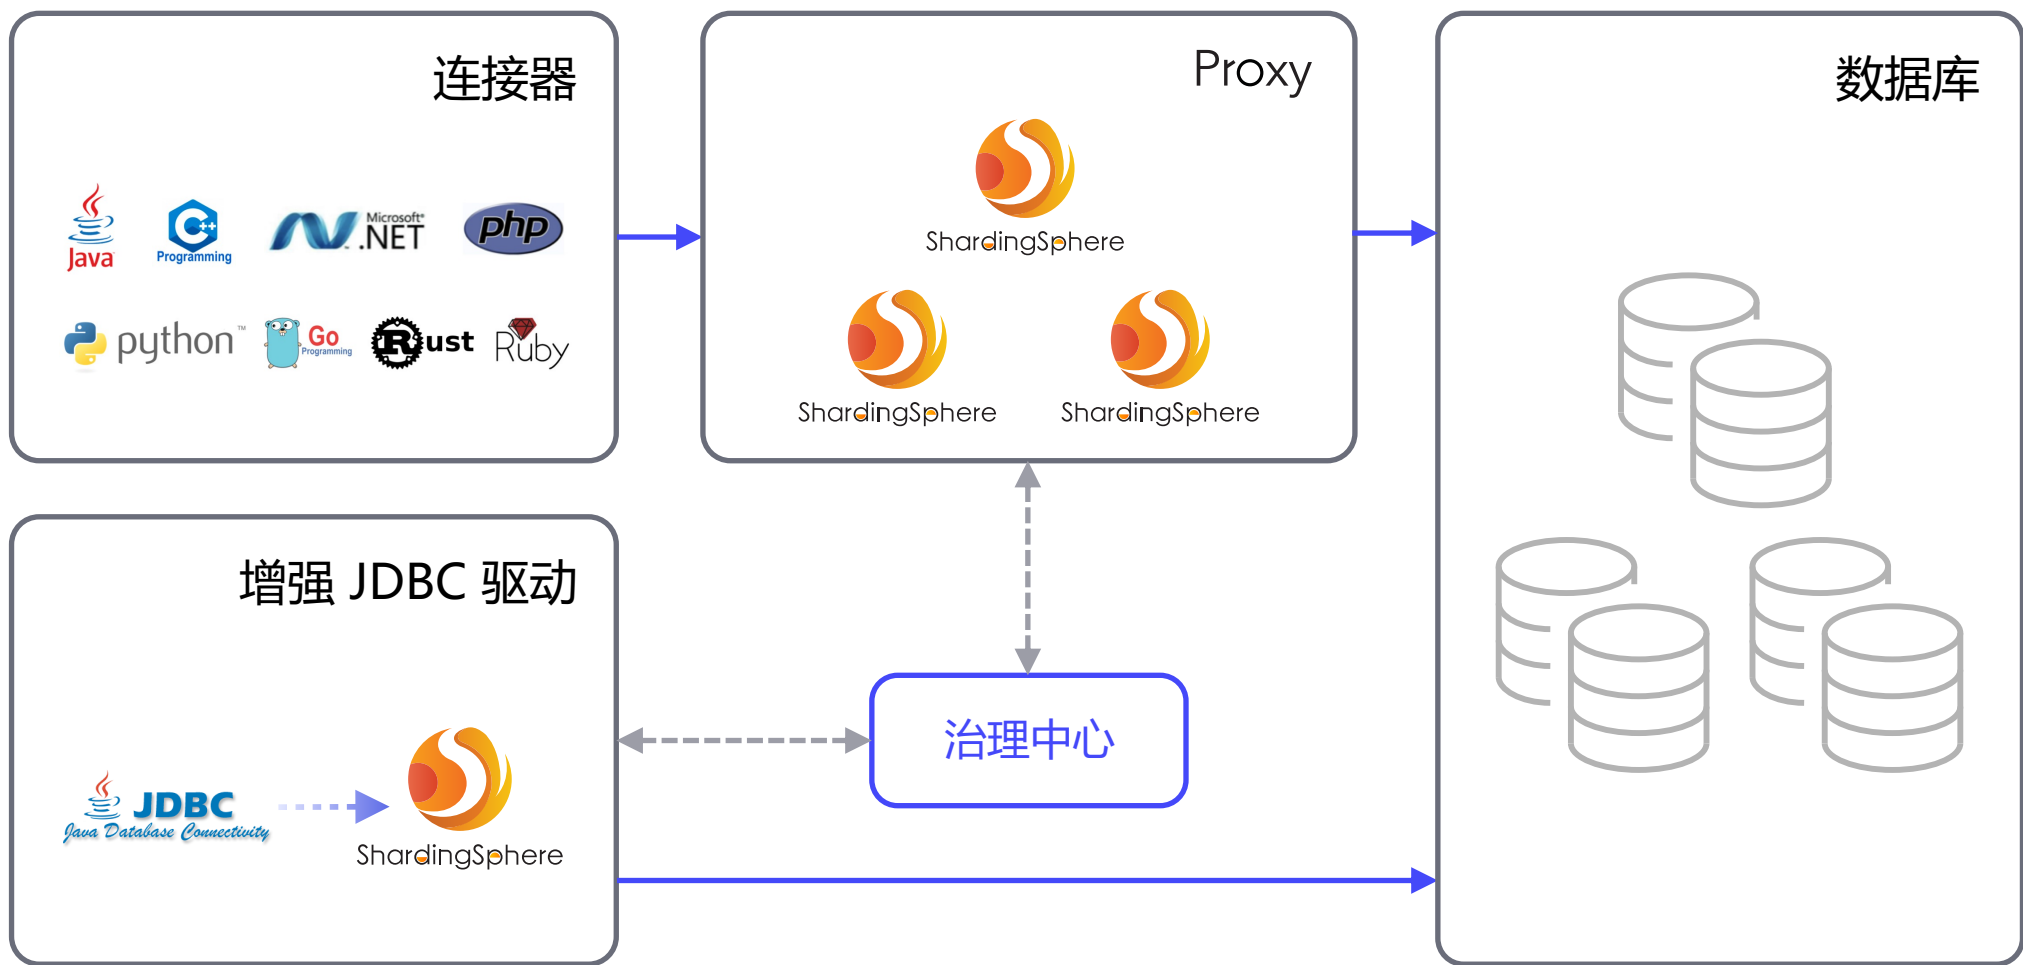 连接器
Java
C++
Programming
Microsoft®
.NET
php
python™
Go
Programming
Rust
Ruby
Proxy
ShardingSphere
ShardingSphere
ShardingSphere
数据库
增强 JDBC 驱动
JDBC
Java Database Connectivity
ShardingSphere
治理中心